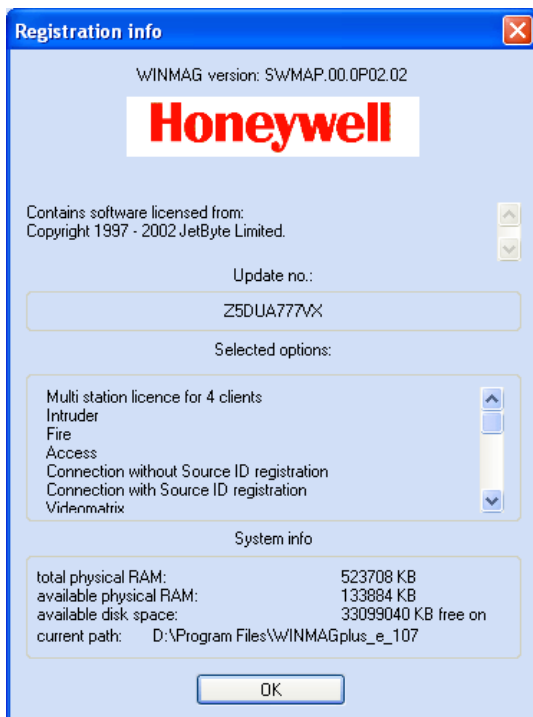 Registration info
WINMAG version: SWMAP.00.0P02.02
Honeywell
Contains software licensed from:
Copyright 1997 - 2002 JetByte Limited.
Update no.:
Z5DUA777VX
Selected options:
Multi station licence for 4 clients
Intruder
Fire
Access
Connection without Source ID registration
Connection with Source ID registration
Videomatrix
System info
total physical RAM: 523708 KB
available physical RAM: 133884 KB
available disk space: 33099040 KB free on
current path: D:\Program Files\WINMAGplus_e_107
OK